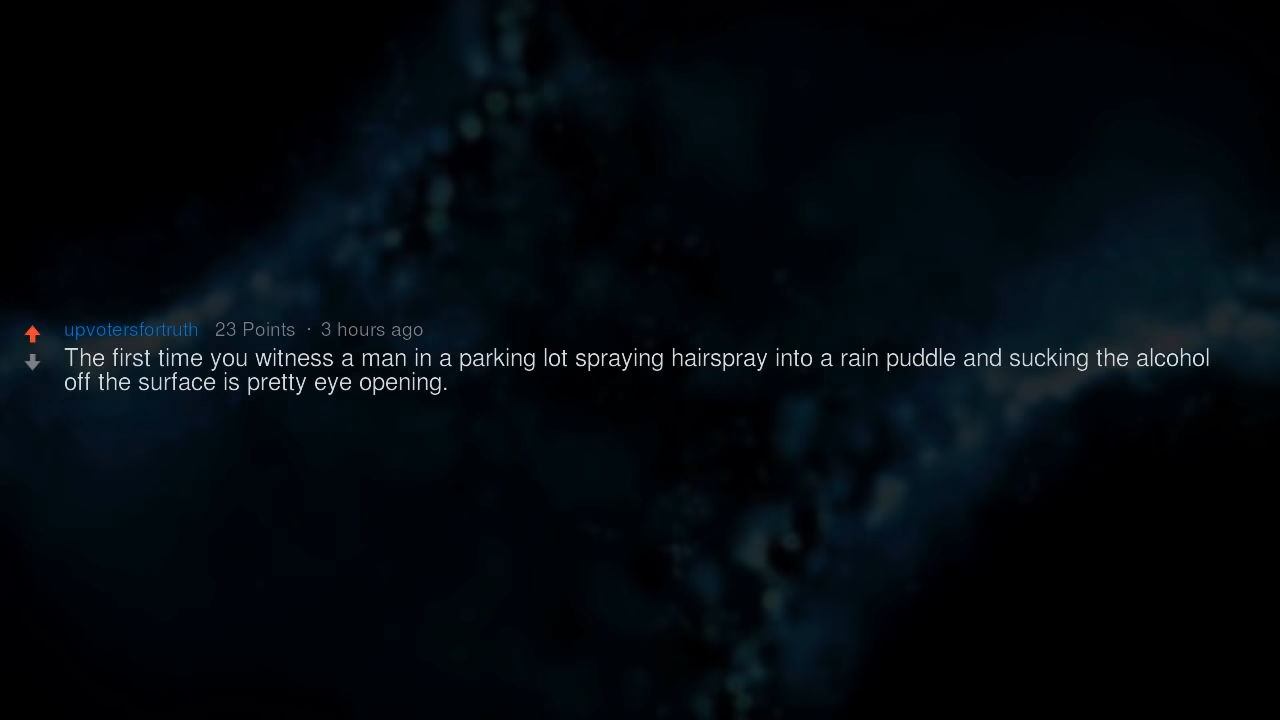 upvotersfortruth 23 Points · 3 hours ago
The first time you witness a man in a parking lot spraying hairspray into a rain puddle and sucking the alcohol
off the surface is pretty eye opening.